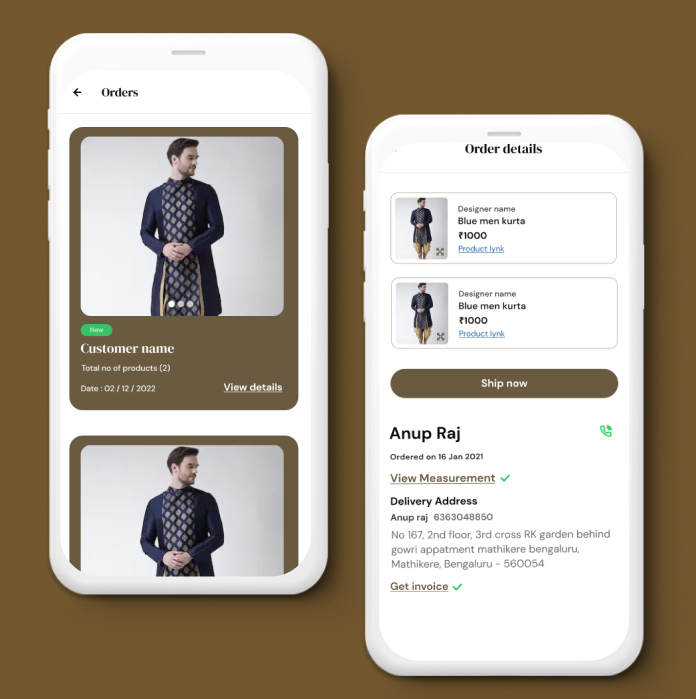 Orders
New
Customer name
Total no of products (2)
Date : 02 / 12 / 2022
View details
Order details
Designer name
Blue men kurta
₹1000
Product lynk
Designer name
Blue men kurta
₹1000
Product lynk
Ship now
Anup Raj
Ordered on 16 Jan 2021
View Measurement
Delivery Address
Anup raj 6363048850
No 167, 2nd floor, 3rd cross RK garden behind
gowri appatment mathikere bengaluru,
Mathikere, Bengaluru - 560054
Get invoice